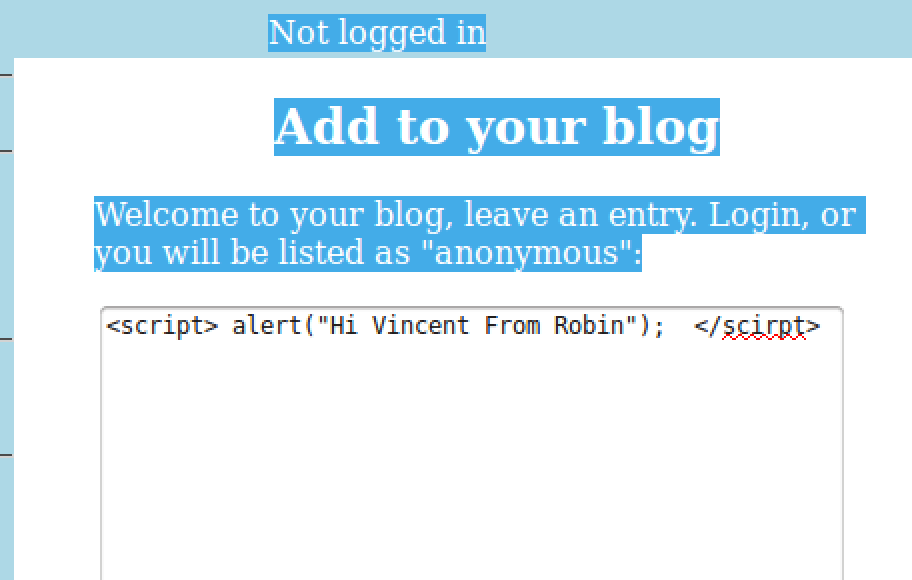 Not logged in
Add to your blog
Welcome to your blog, leave an entry. Login, or
you will be listed as "anonymous":
<script> alert("Hi Vincent From Robin");  </scirpt>